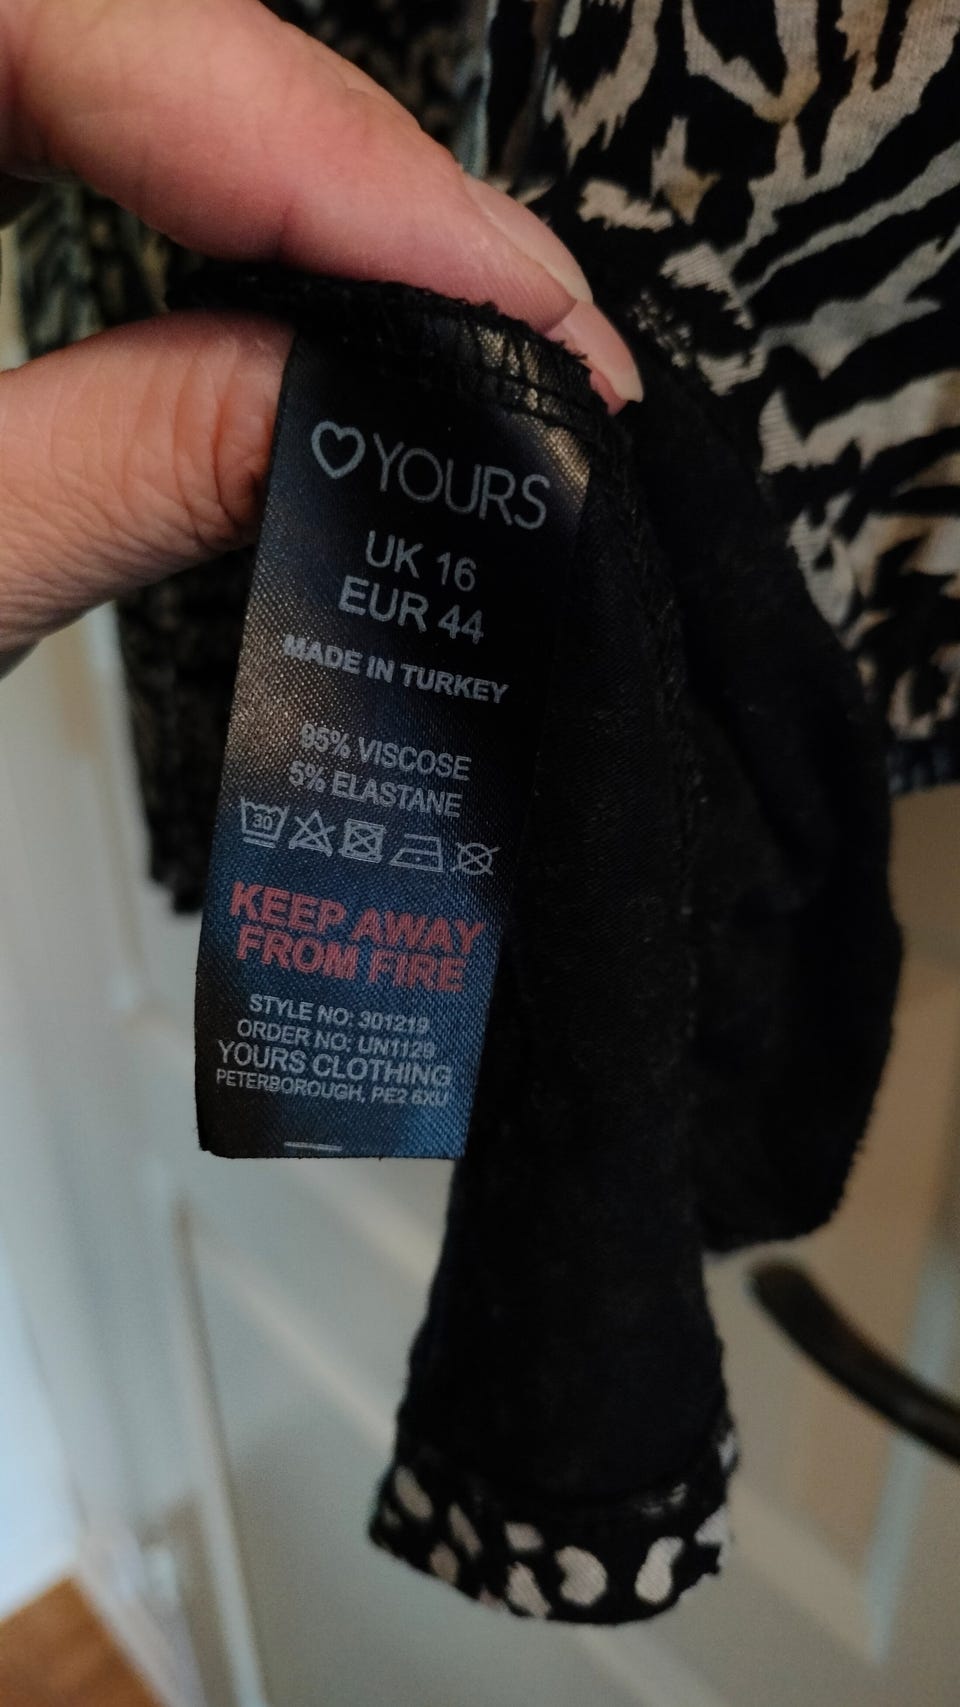 YOURS
UK 16
EUR 44
MADE IN TURKEY
95% VISCOSE
5% ELASTANE
30
KEEP AWAY
FROM FIRE
STYLE NO: 301219
ORDER NO: UN1129
YOURS CLOTHING
PETERBOROUGH, PE2 6XU